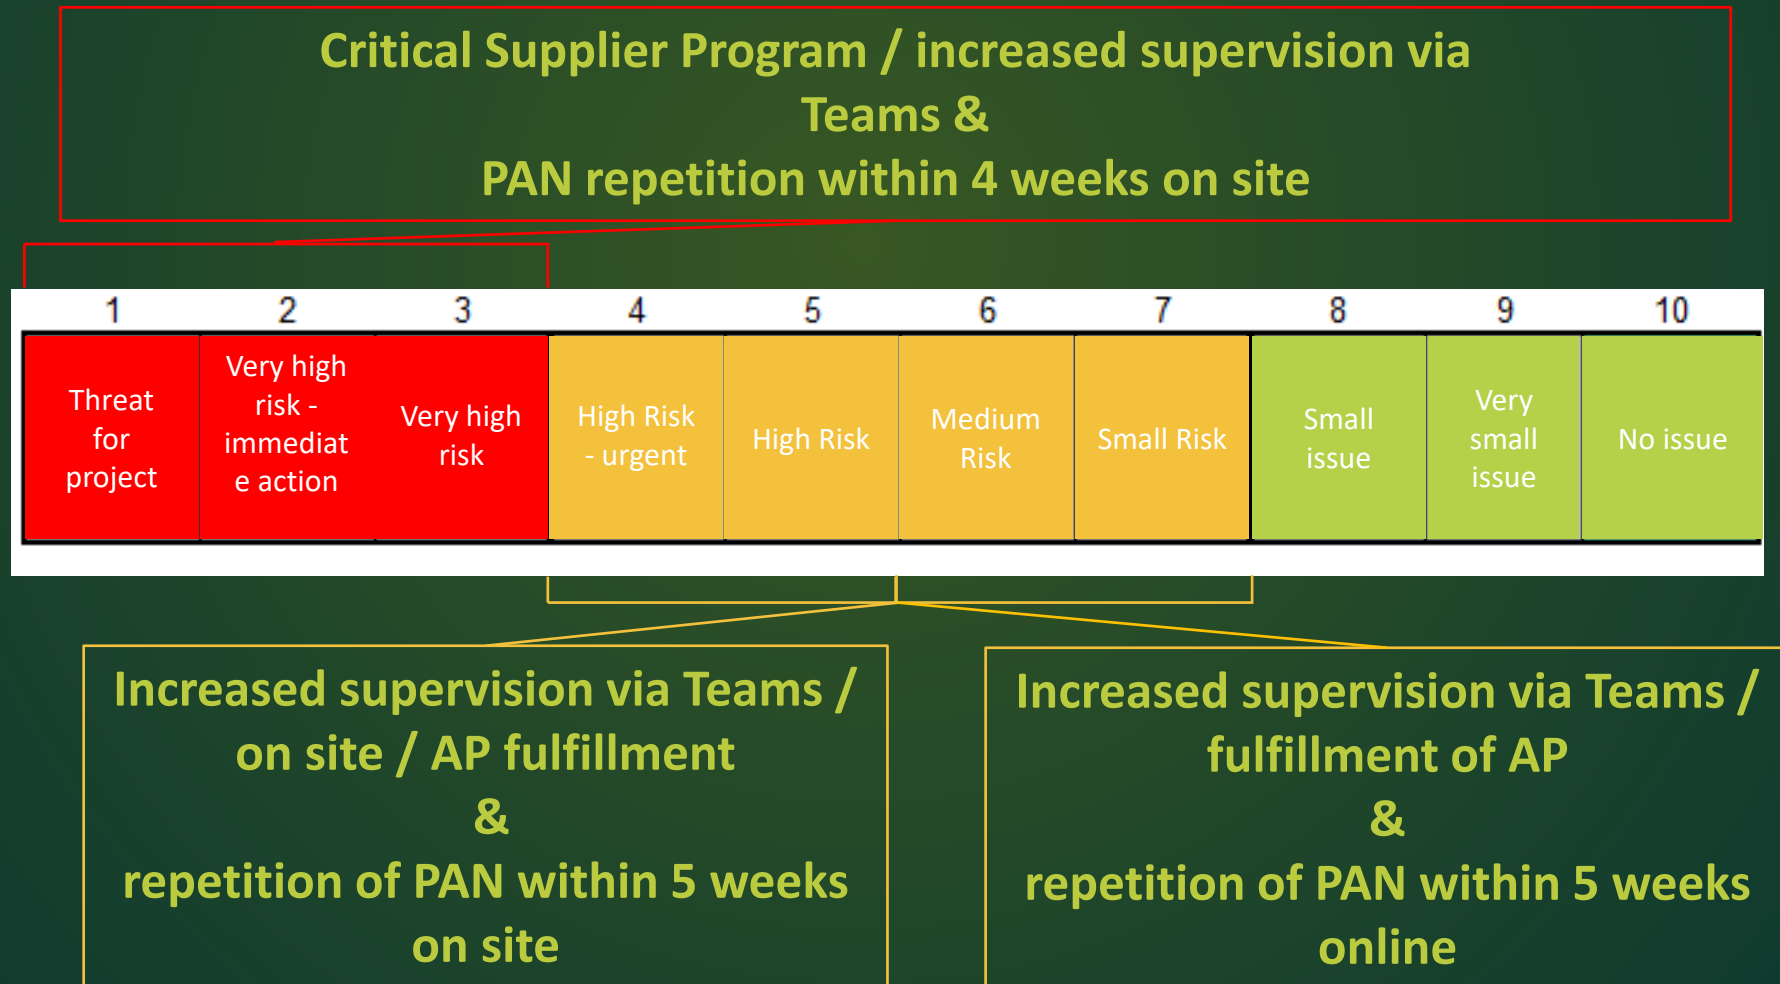 Critical Supplier Program / increased supervision via
Teams &
PAN repetition within 4 weeks on site
1 2 3 4 5 6 7 8 9 10
Threat
for
project
Very high
risk -
immediat
e action
Very high
risk
High Risk
- urgent
High Risk
Medium
Risk
Small Risk
Small
issue
Very
small
issue
No issue
Increased supervision via Teams /
on site / AP fulfillment
&
repetition of PAN within 5 weeks
on site
Increased supervision via Teams /
fulfillment of AP
&
repetition of PAN within 5 weeks
online